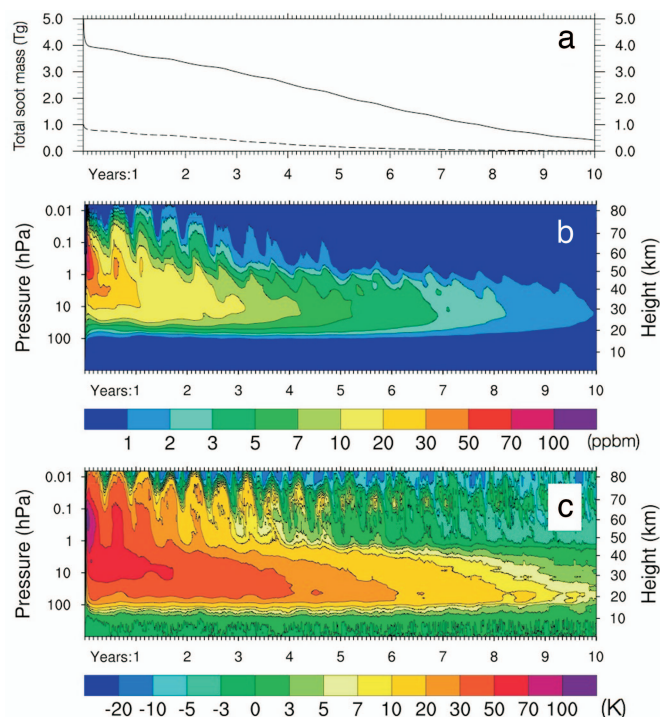 a
Total soot mass (Tg)
5.0 5.0
4.0 4.0
3.0 3.0
2.0 2.0
1.0 1.0
0.0 0.0
Years:1 2 3 4 5 6 7 8 9 10
b
Pressure (hPa)
Height (km)
0.01 80
70
0.1 60
1 50
40
10 30
20
100
10
Years:1 2 3 4 5 6 7 8 9 10
1 2 3 5 7 10 20 30 50 70 100 (ppbm)
c
Pressure (hPa)
Height (km)
0.01 80
70
0.1 60
1 50
40
10 30
20
100
10
Years:1 2 3 4 5 6 7 8 9 10
-20 -10 -5 -3 0 3 5 7 10 20 30 50 70 100 (K)